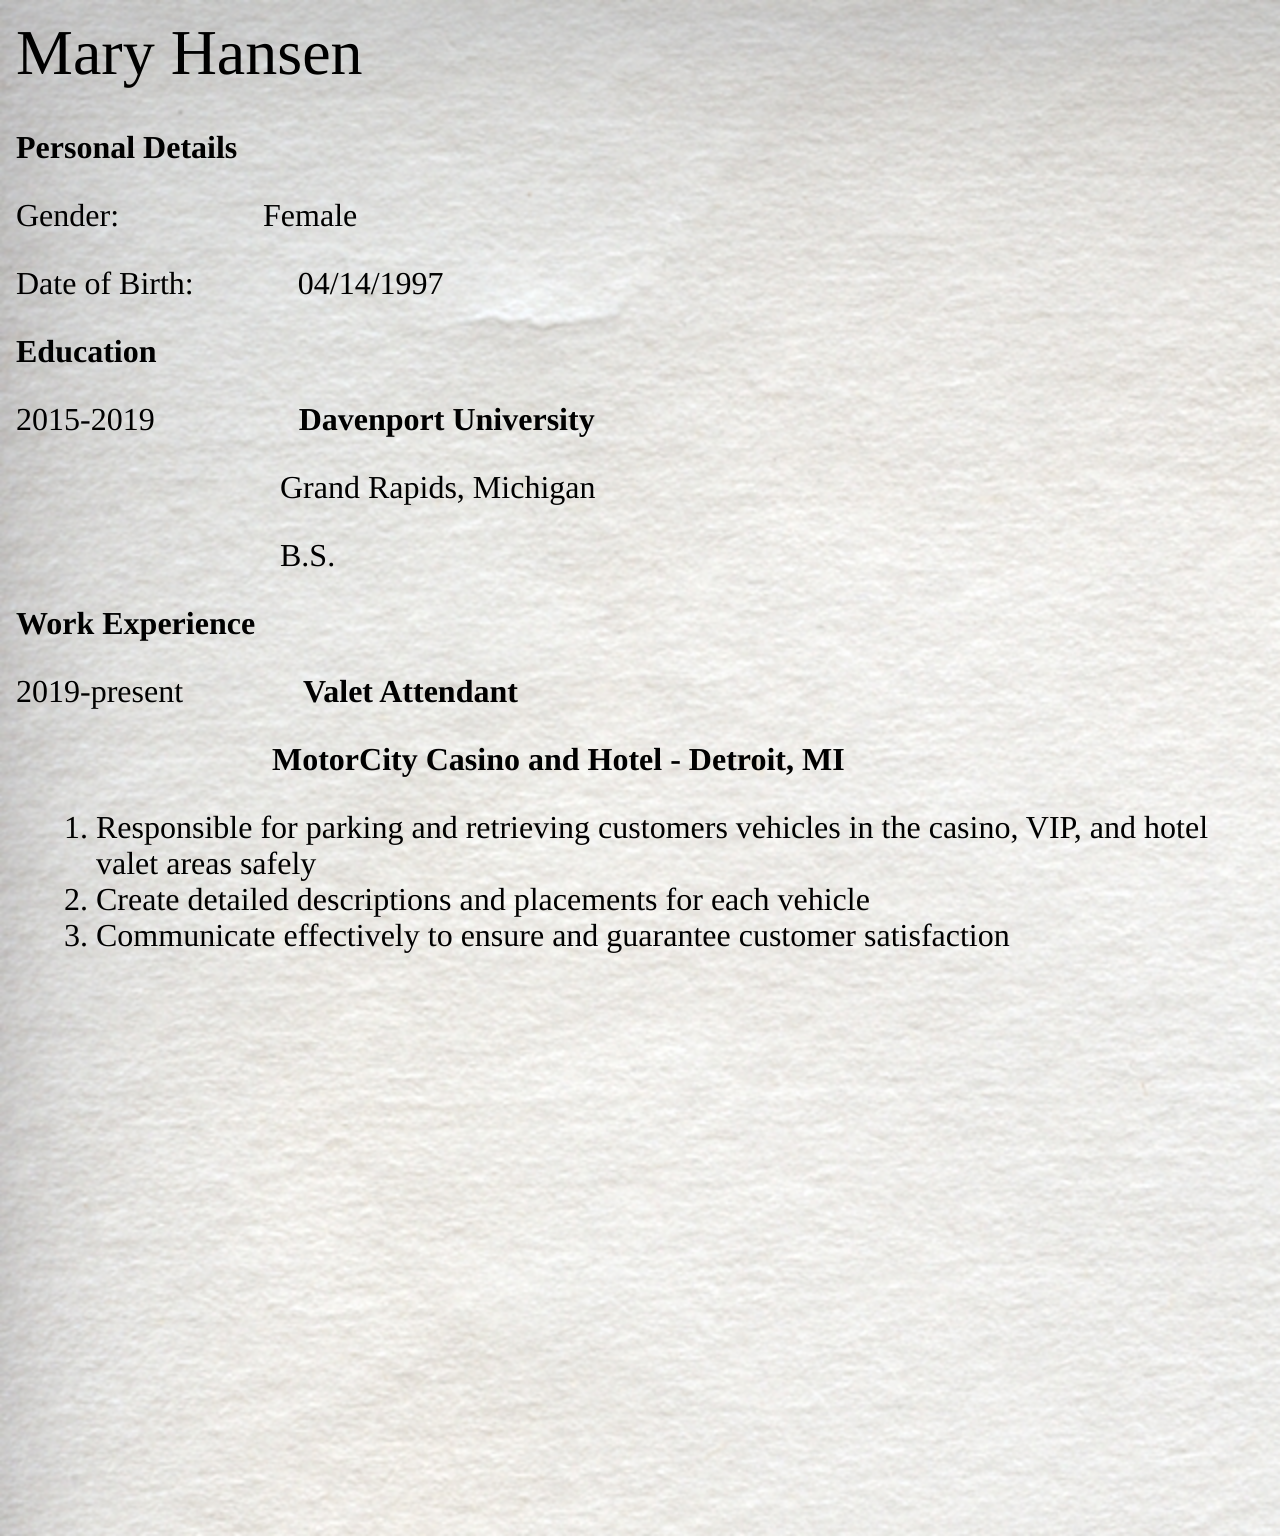 Mary Hansen
Personal Details
Gender: Female
Date of Birth: 04/14/1997
Education
2015-2019 Davenport University
Grand Rapids, Michigan
B.S.
Work Experience
2019-present Valet Attendant
MotorCity Casino and Hotel - Detroit, MI
1. Responsible for parking and retrieving customers vehicles in the casino, VIP, and hotel
valet areas safely
2. Create detailed descriptions and placements for each vehicle
3. Communicate effectively to ensure and guarantee customer satisfaction